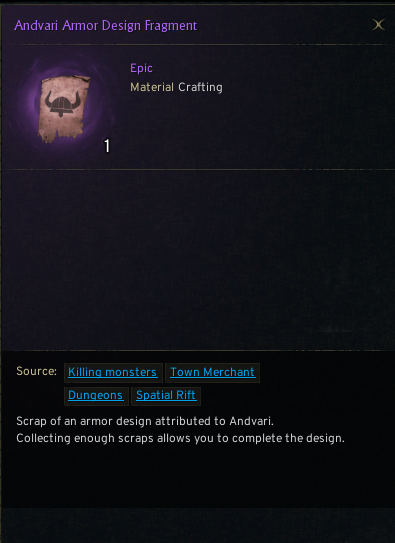 Andvari Armor Design Fragment
Epic
Material Crafting
1
Source: Killing monsters Town Merchant
Dungeons Spatial Rift
Scrap of an armor design attributed to Andvari.
Collecting enough scraps allows you to complete the design.